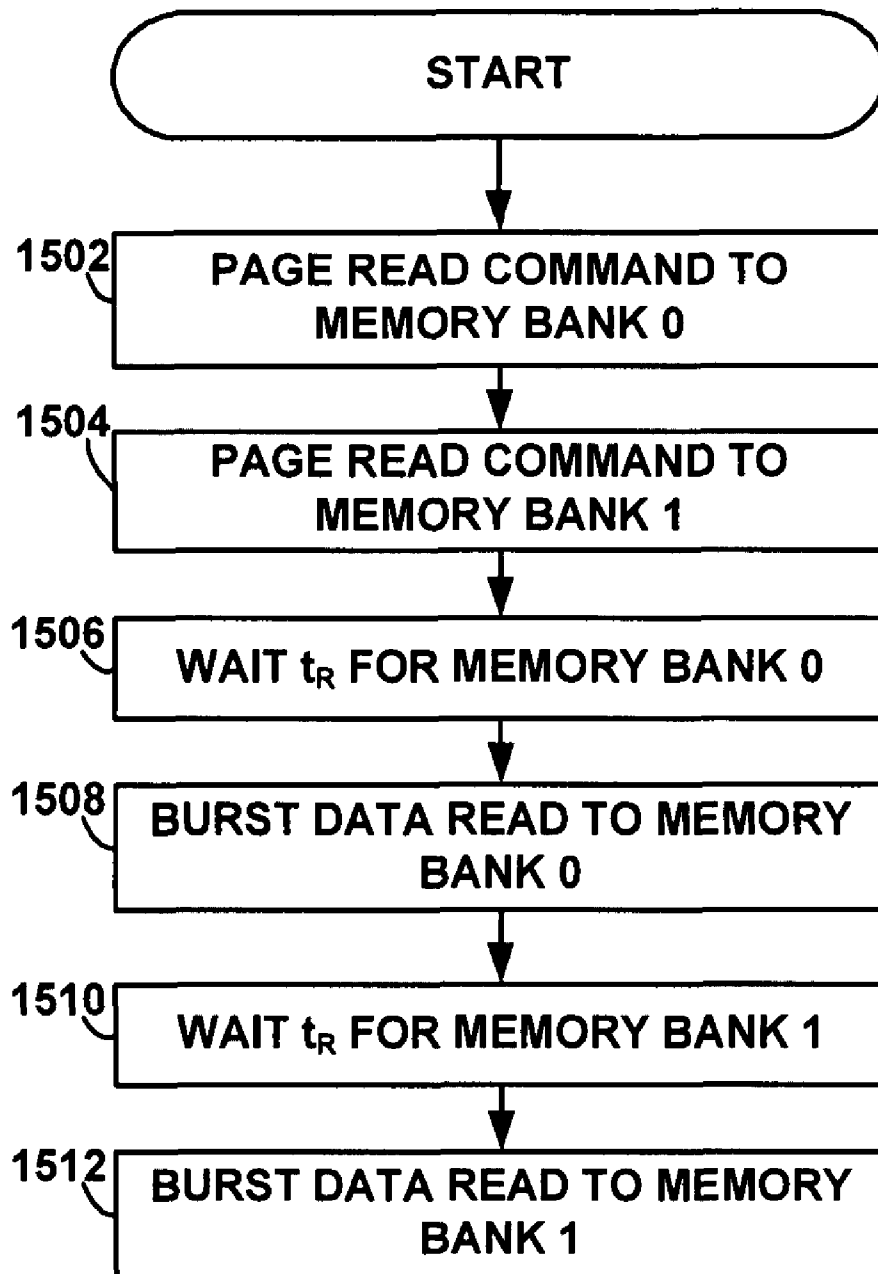 START
1502
PAGE READ COMMAND TO
MEMORY BANK 0
1504
PAGE READ COMMAND TO
MEMORY BANK 1
1506
WAIT tR FOR MEMORY BANK 0
1508
BURST DATA READ TO MEMORY
BANK 0
1510
WAIT tR FOR MEMORY BANK 1
1512
BURST DATA READ TO MEMORY
BANK 1